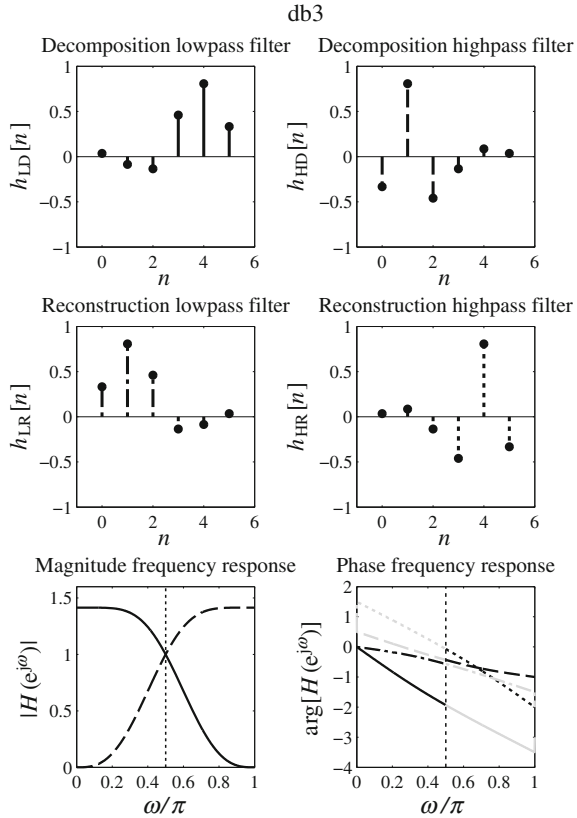 db3
Decomposition lowpass filter
Decomposition highpass filter
1
0.5
0
−0.5
−1
h_LD[n]
0 2 4 6
n
1
0.5
0
−0.5
−1
h_HD[n]
0 2 4 6
n
Reconstruction lowpass filter
Reconstruction highpass filter
1
0.5
0
−0.5
−1
h_LR[n]
0 2 4 6
n
1
0.5
0
−0.5
−1
h_HR[n]
0 2 4 6
n
Magnitude frequency response
Phase frequency response
1.5
1
0.5
0
|H(e^jω)|
0 0.2 0.4 0.6 0.8 1
ω/π
2
1
0
−1
−2
−3
−4
arg[H(e^jω)]
0 0.2 0.4 0.6 0.8 1
ω/π